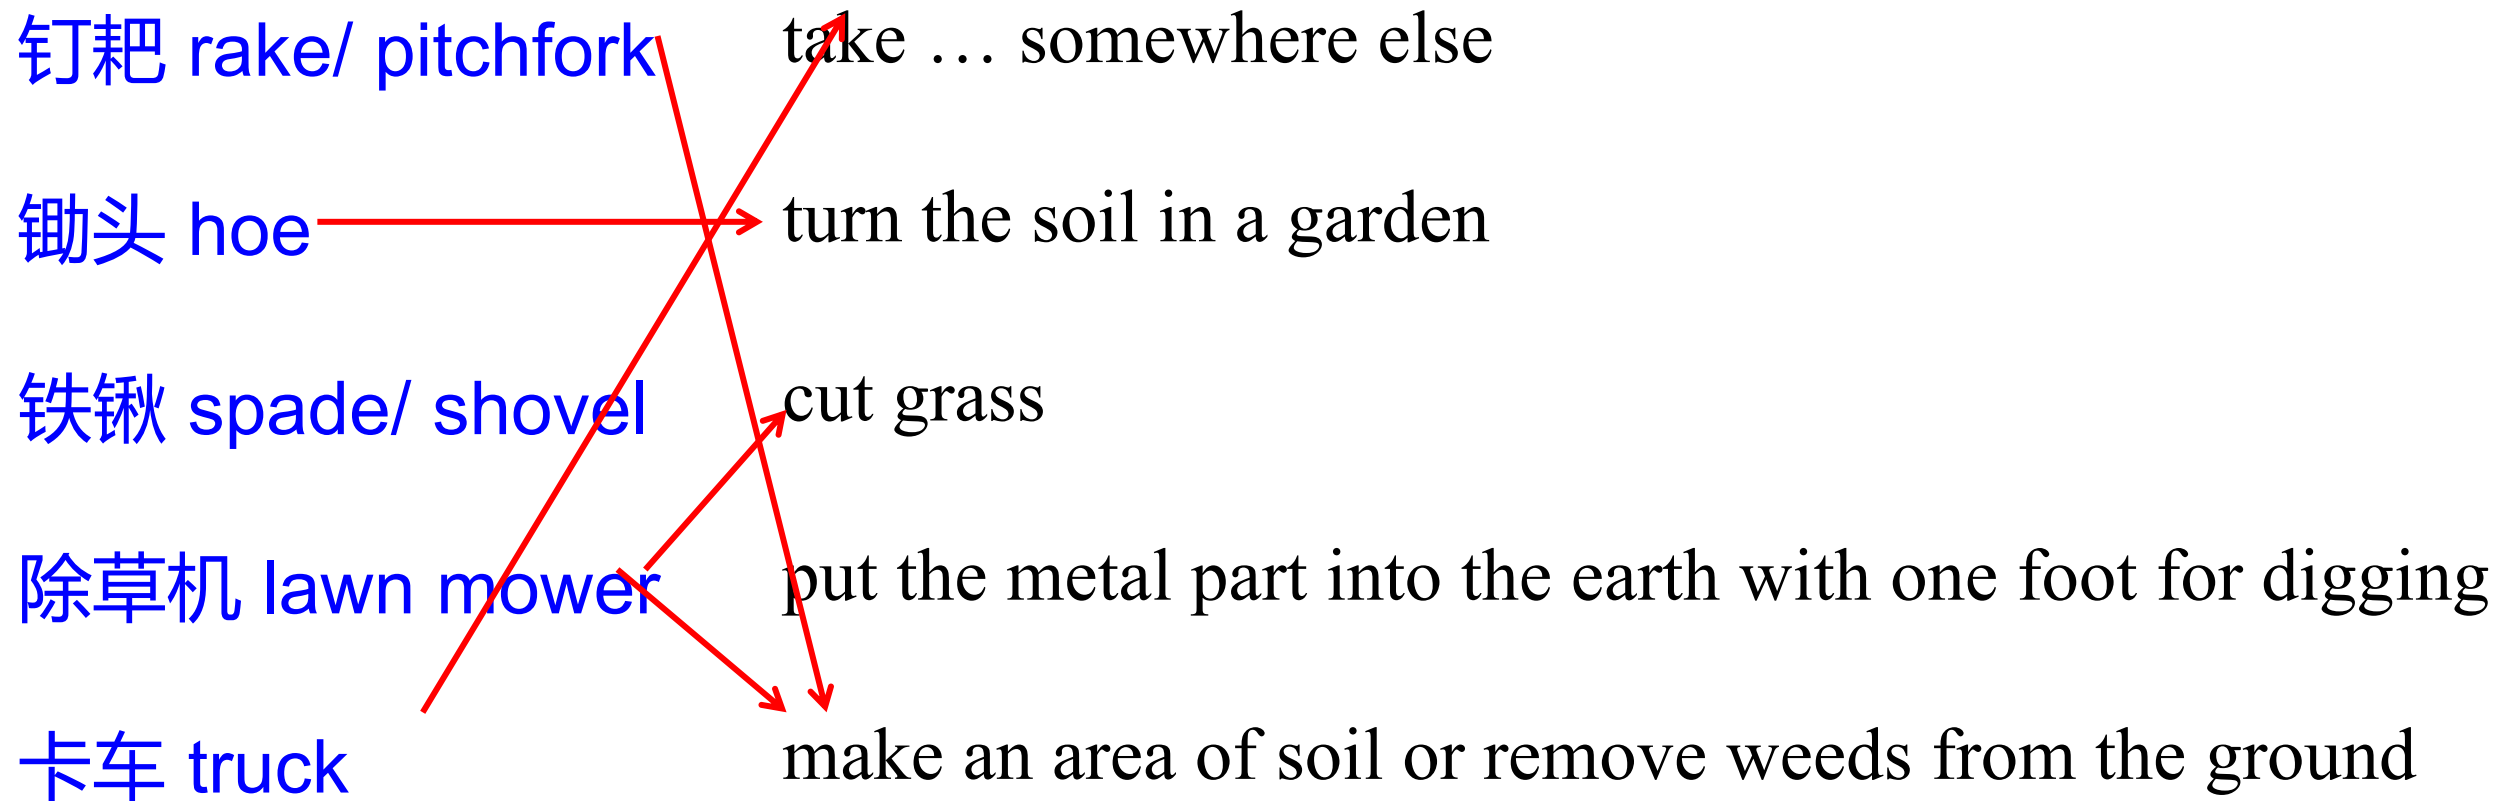 钉耙 rake/ pitchfork
take ... somewhere else
镢头 hoe
turn the soil in a garden
铁锹 spade/ shovel
cut grass
除草机 lawn mower
put the metal part into the earth with one foot for digging
卡车 truck
make an area of soil or remove weeds from the ground